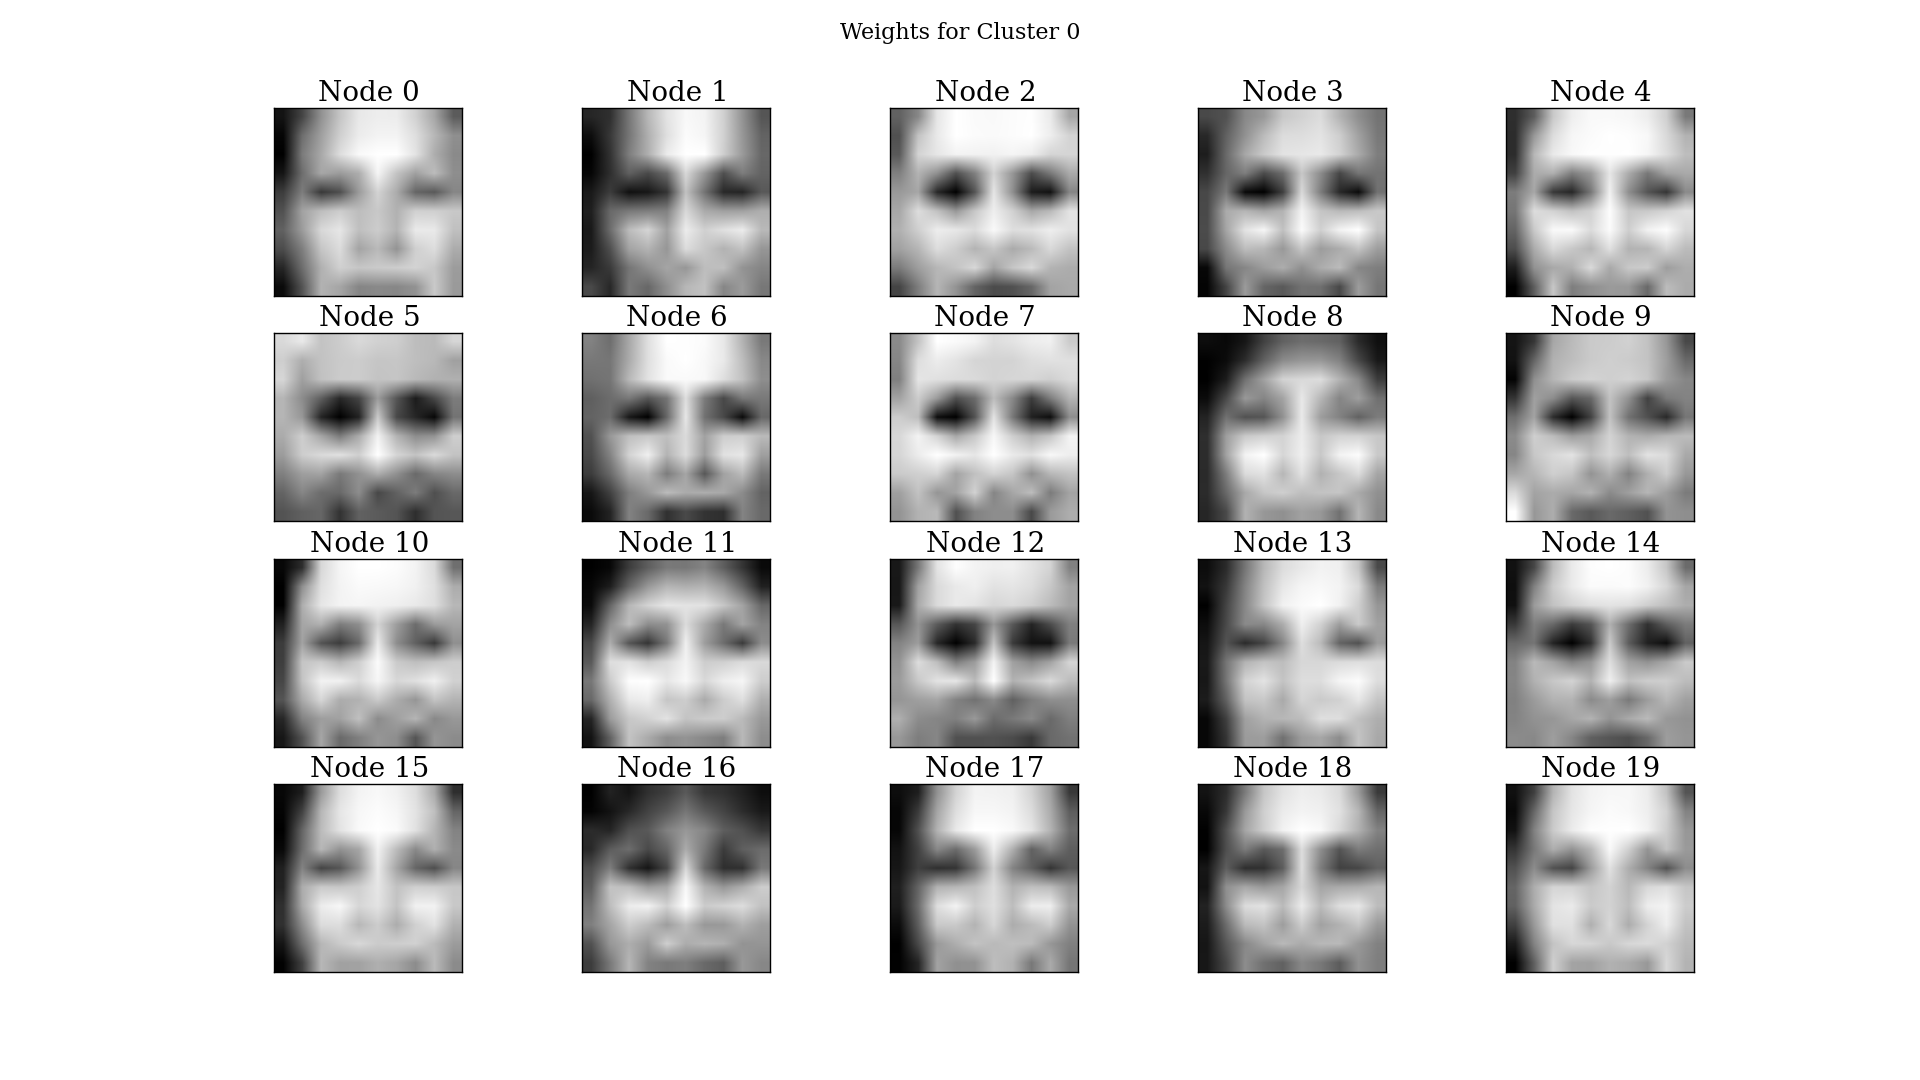 Weights for Cluster 0
Node 0 Node 1 Node 2 Node 3 Node 4
Node 5 Node 6 Node 7 Node 8 Node 9
Node 10 Node 11 Node 12 Node 13 Node 14
Node 15 Node 16 Node 17 Node 18 Node 19